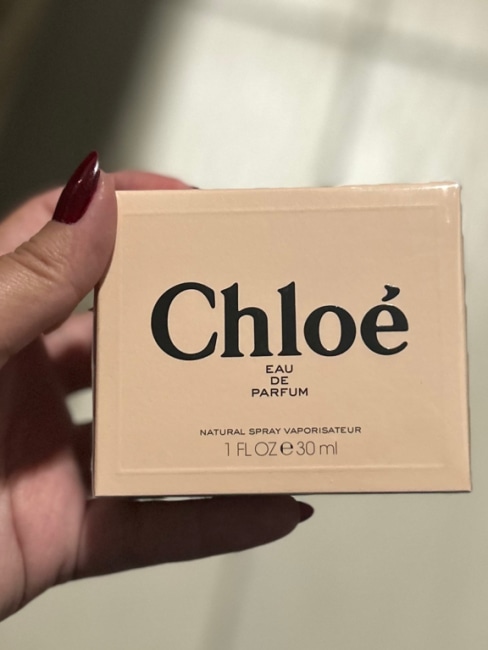 Chloé
EAU
DE
PARFUM
NATURAL SPRAY VAPORISATEUR
1 FL OZ ℮ 30 ml